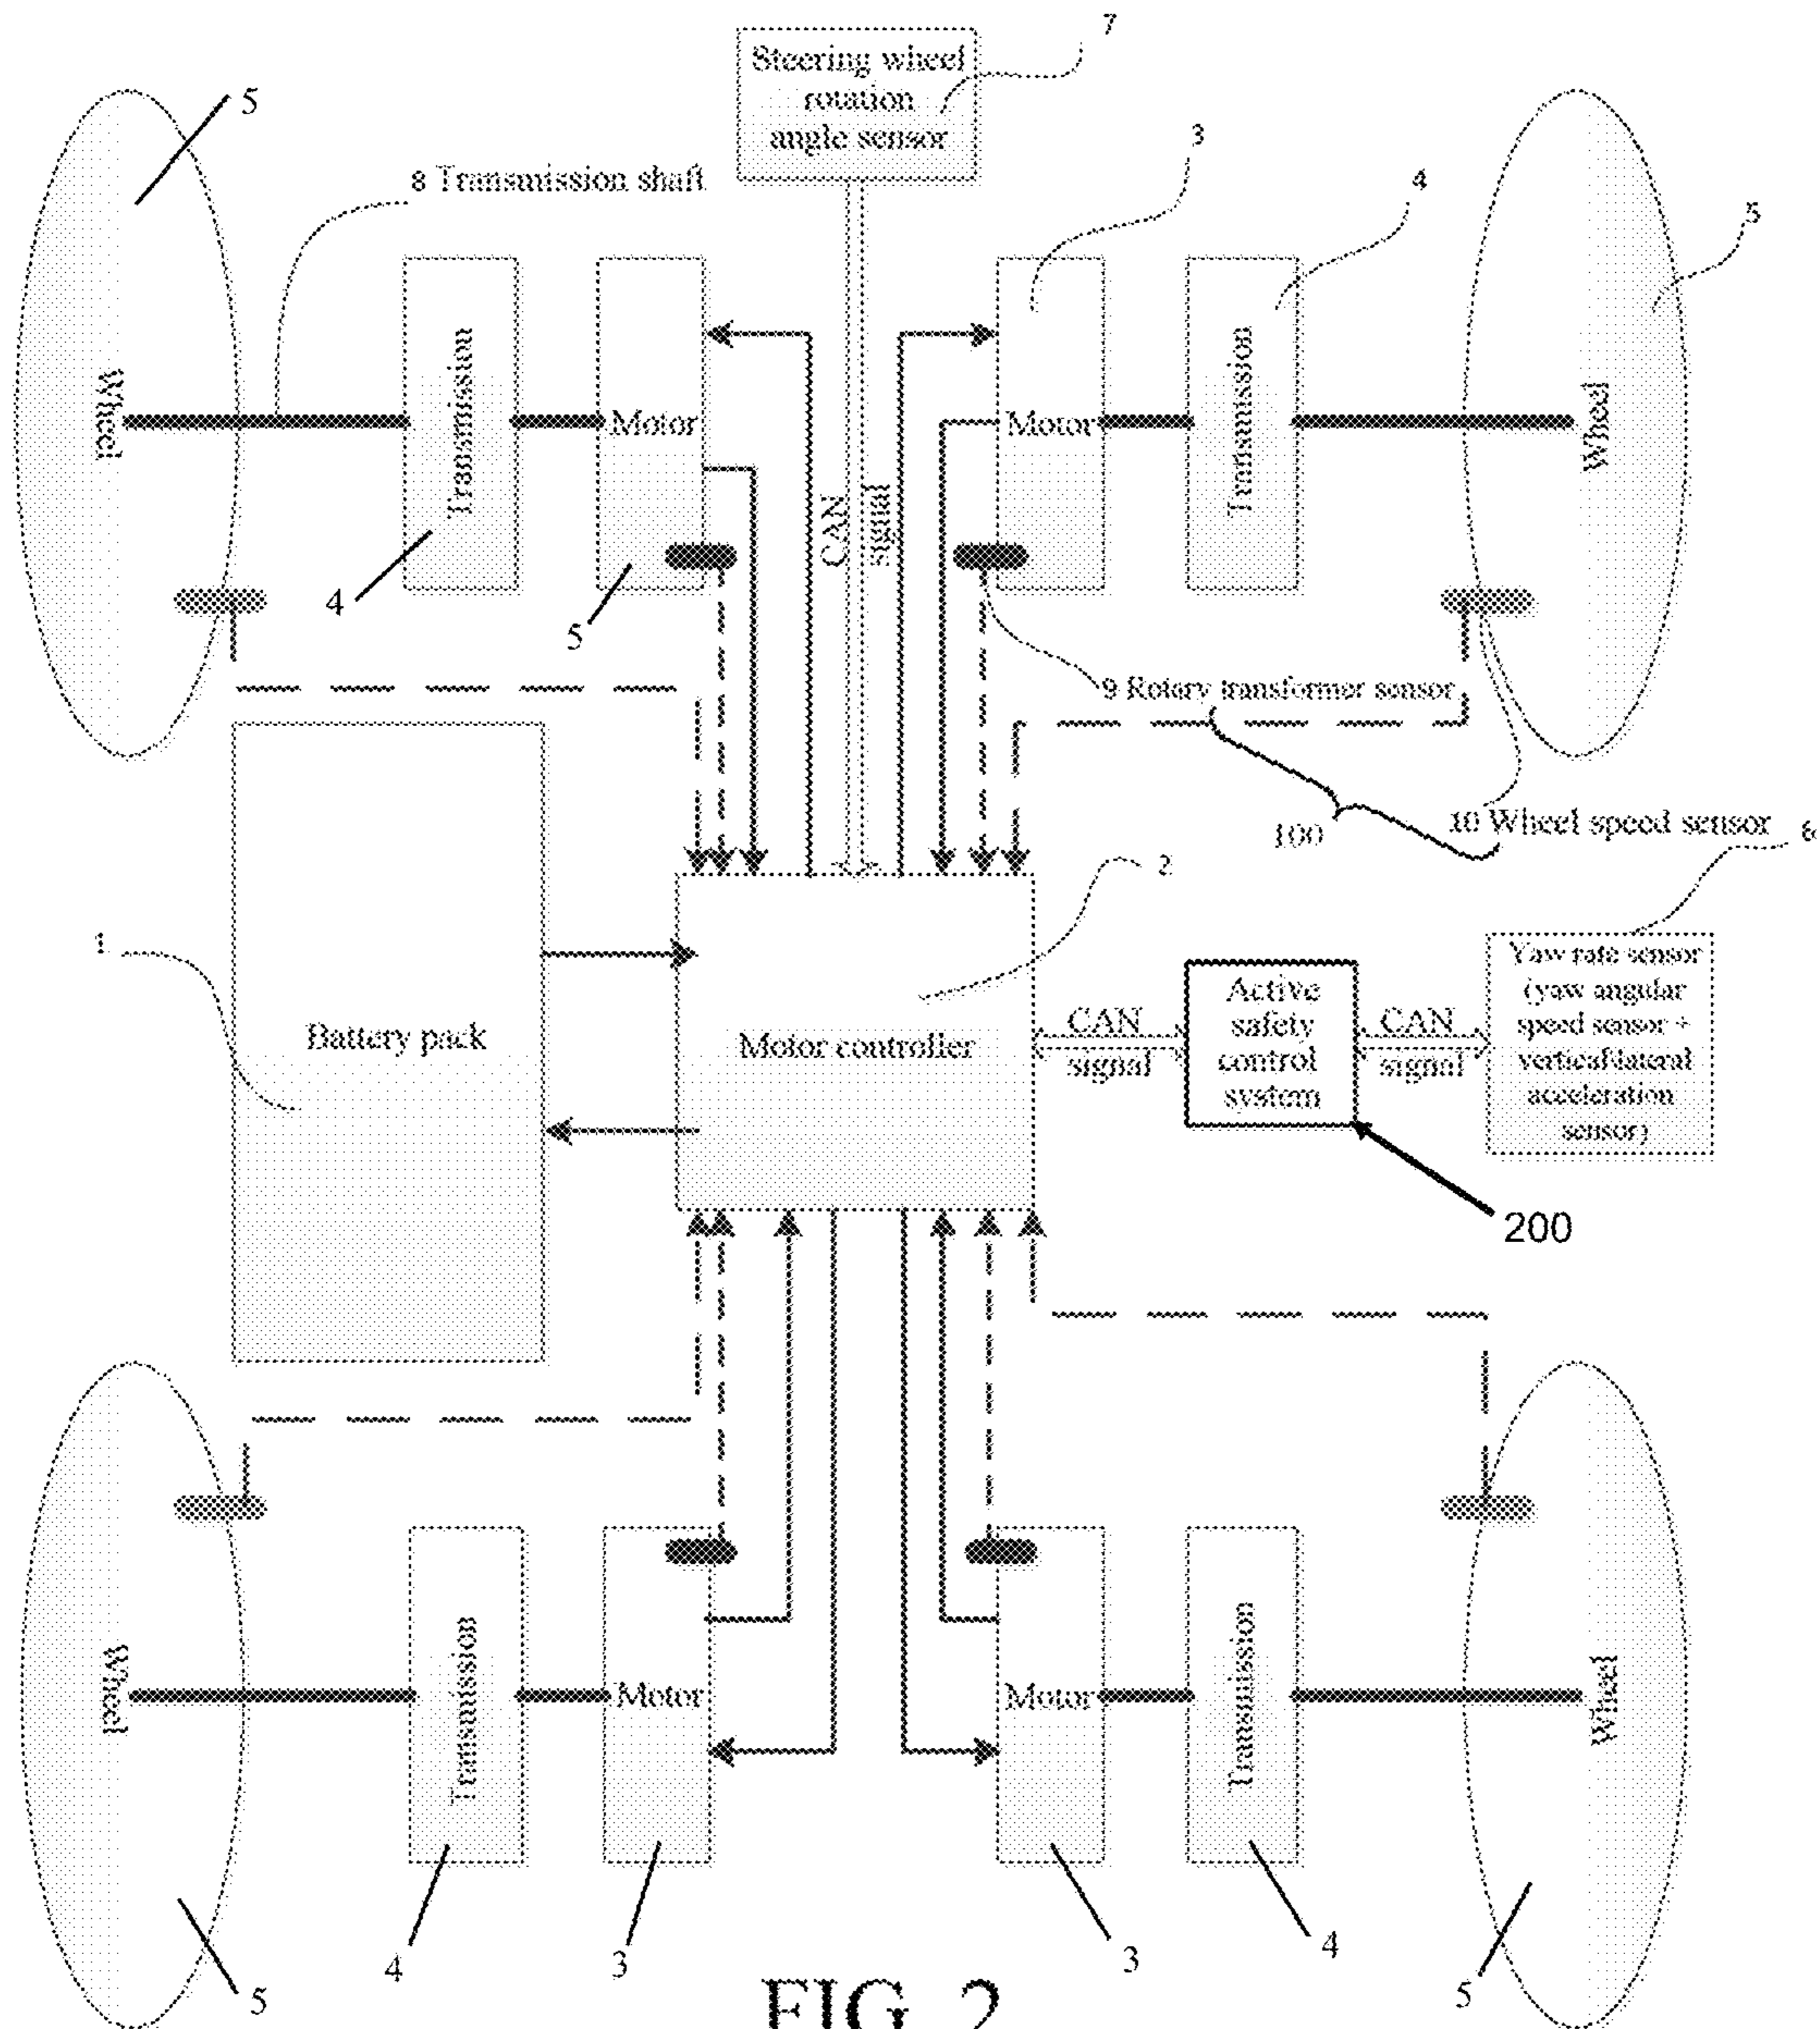 7
Steering wheel
rotation
angle sensor
5
8 Transmission shaft
3
4
5
Wheel
Transmission
Motor
CAN
signal
Motor
Transmission
Wheel
4
5
9 Rotary transformer sensor
10 Wheel speed sensor
100
2
6
1
Battery pack
Motor controller
CAN
signal
Active
safety
control
system
CAN
signal
Yaw rate sensor
(yaw angular
speed sensor +
vertical/lateral
acceleration
sensor)
200
Wheel
Transmission
Motor
Motor
Transmission
Wheel
5
4
3
3
4
5
FIG. 2